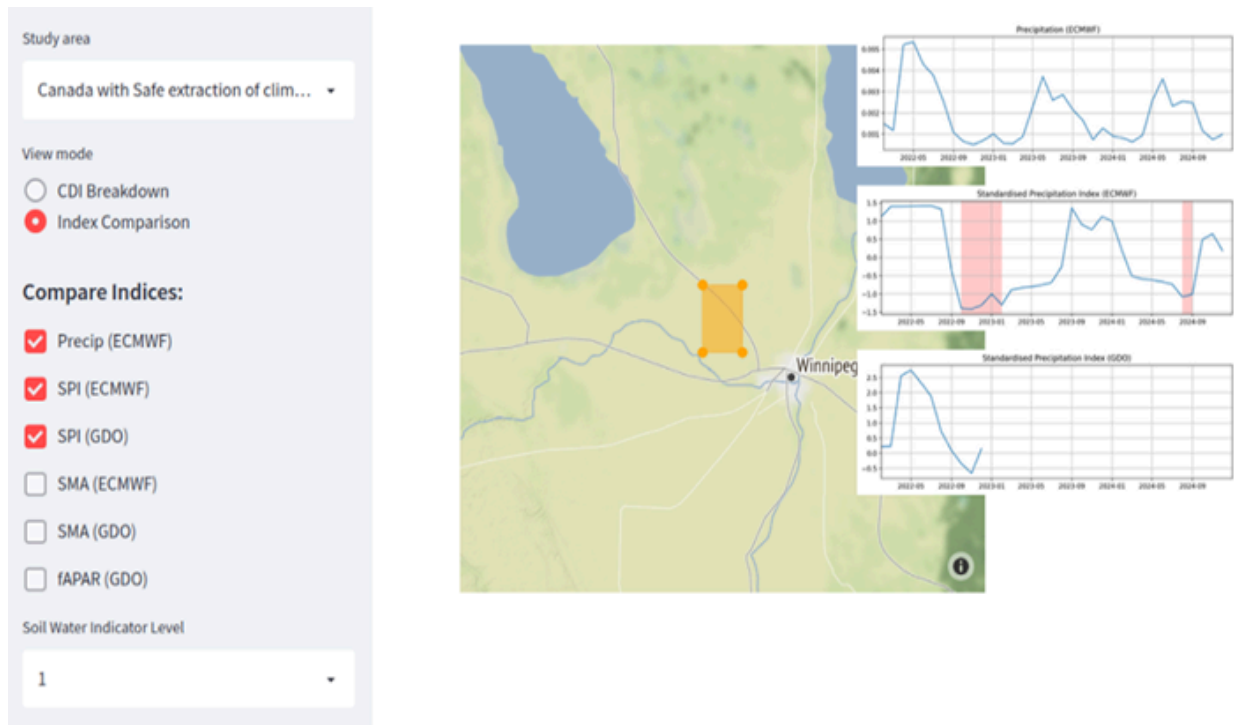 Study area
Canada with Safe extraction of clim...
View mode
CDI Breakdown
Index Comparison
Compare Indices:
Precip (ECMWF)
SPI (ECMWF)
SPI (GDO)
SMA (ECMWF)
SMA (GDO)
fAPAR (GDO)
Soil Water Indicator Level
1
Winnipeg
Precipitation (ECMWF)
0.005
0.004
0.003
0.002
0.001
2022-05 2022-09 2023-01 2023-05 2023-09 2024-01 2024-05 2024-09
Standardised Precipitation Index (ECMWF)
1.5
1.0
0.5
0.0
−0.5
−1.0
−1.5
2022-05 2022-09 2023-01 2023-05 2023-09 2024-01 2024-05 2024-09
Standardised Precipitation Index (GDO)
2.5
2.0
1.5
1.0
0.5
0.0
−0.5
2022-05 2022-09 2023-01 2023-05 2023-09 2024-01 2024-05 2024-09
i